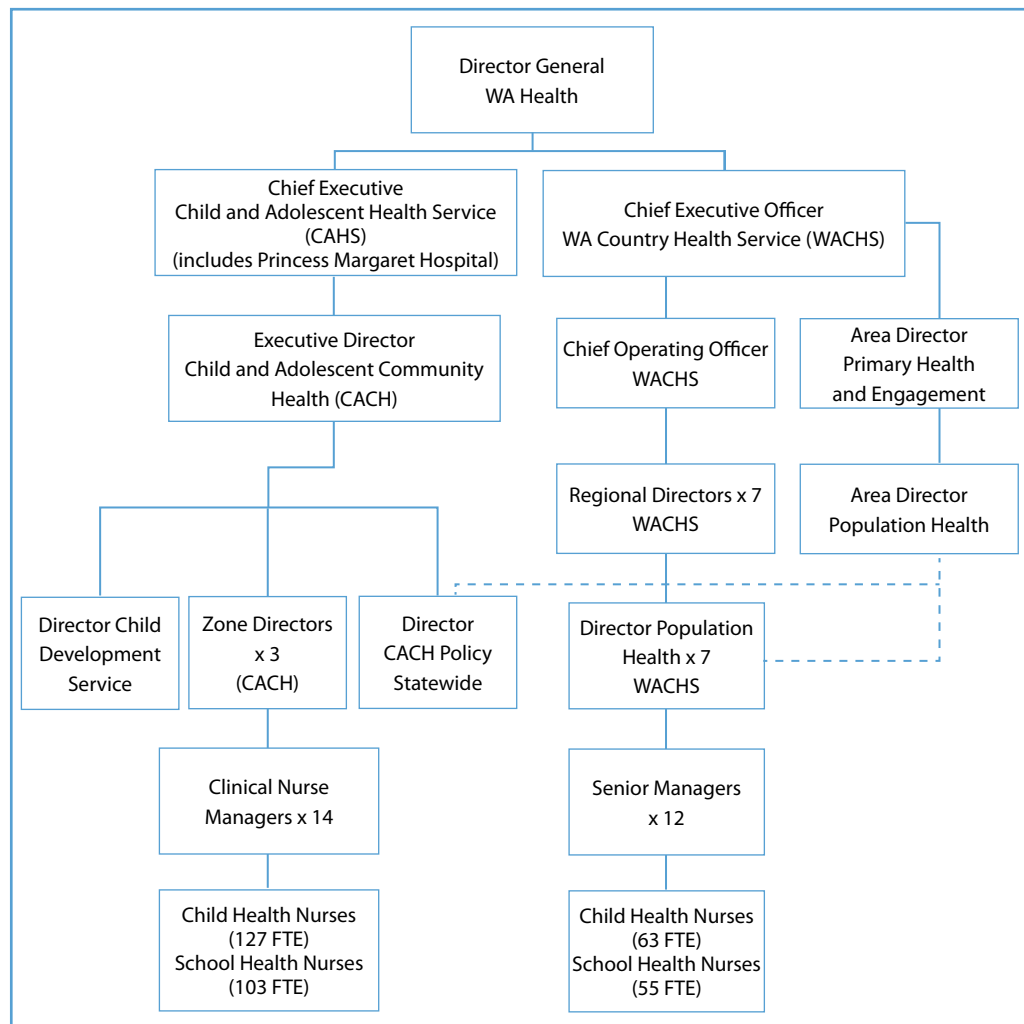 Director General
WA Health
Chief Executive
Child and Adolescent Health Service
(CAHS)
(includes Princess Margaret Hospital)
Chief Executive Officer
WA Country Health Service (WACHS)
Executive Director
Child and Adolescent Community
Health (CACH)
Chief Operating Officer
WACHS
Area Director
Primary Health
and Engagement
Regional Directors x 7
WACHS
Area Director
Population Health
Director Child
Development
Service
Zone Directors
x 3
(CACH)
Director
CACH Policy
Statewide
Director Population
Health x 7
WACHS
Clinical Nurse
Managers x 14
Senior Managers
x 12
Child Health Nurses
(127 FTE)
School Health Nurses
(103 FTE)
Child Health Nurses
(63 FTE)
School Health Nurses
(55 FTE)